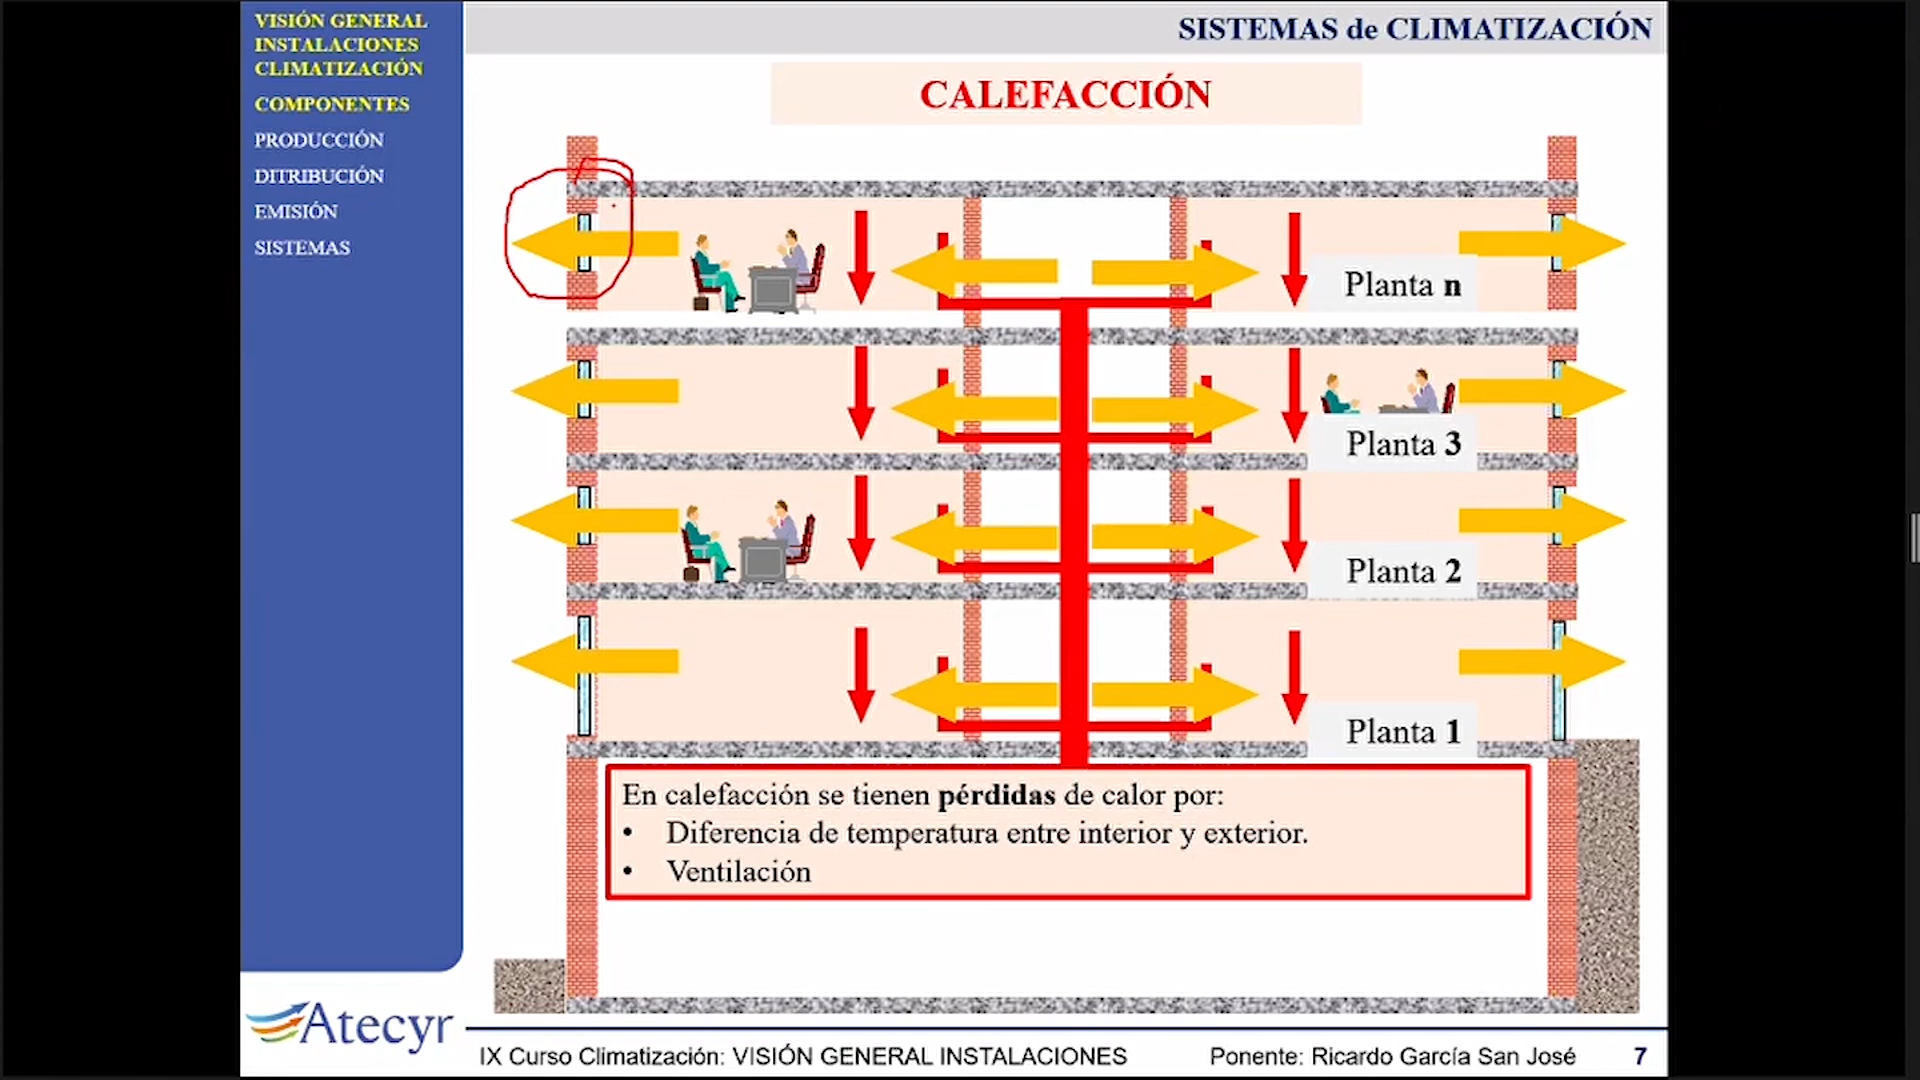 VISIÓN GENERAL
INSTALACIONES
CLIMATIZACIÓN
COMPONENTES
PRODUCCIÓN
DITRIBUCIÓN
EMISIÓN
SISTEMAS
SISTEMAS de CLIMATIZACIÓN
CALEFACCIÓN
Planta n
Planta 3
Planta 2
Planta 1
En calefacción se tienen pérdidas de calor por:
• Diferencia de temperatura entre interior y exterior.
• Ventilación
Atecyr
IX Curso Climatización: VISIÓN GENERAL INSTALACIONES
Ponente: Ricardo García San José
7